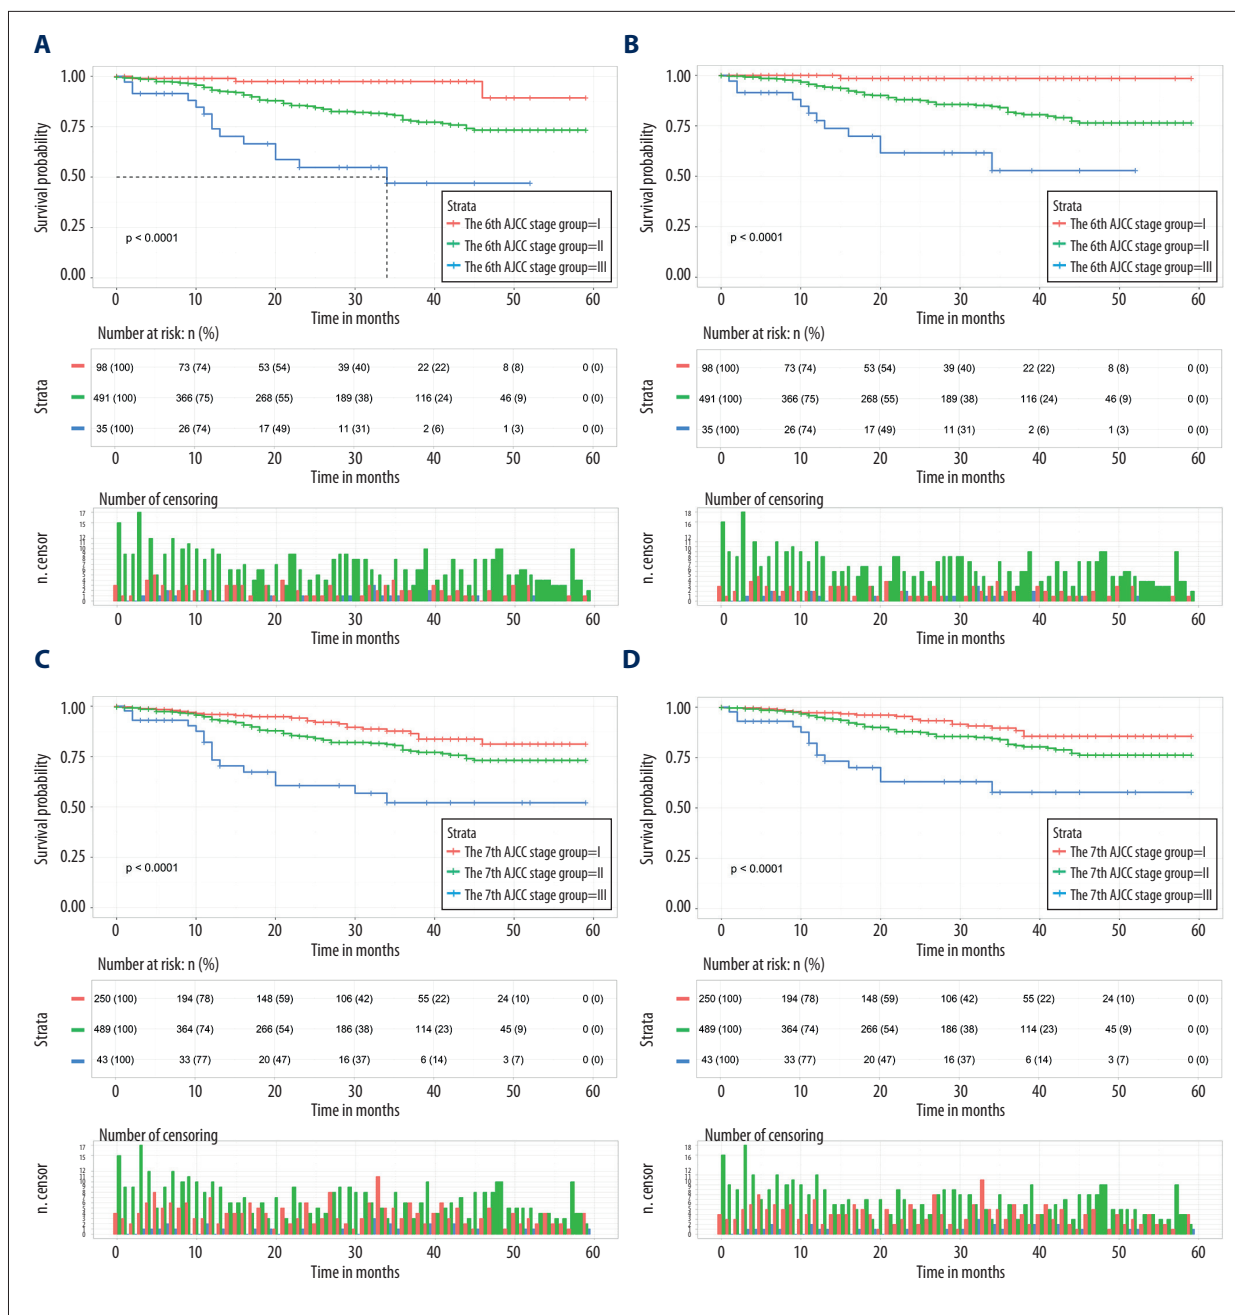 A
1.00
0.75
0.50
0.25
0.00
Survival probability
p < 0.0001
Strata
The 6th AJCC stage group=I
The 6th AJCC stage group=II
The 6th AJCC stage group=III
0 10 20 30 40 50 60
Time in months
Number at risk: n (%)
Strata
98 (100) 73 (74) 53 (54) 39 (40) 22 (22) 8 (8) 0 (0)
491 (100) 366 (75) 268 (55) 189 (38) 116 (24) 46 (9) 0 (0)
35 (100) 26 (74) 17 (49) 11 (31) 2 (6) 1 (3) 0 (0)
0 10 20 30 40 50 60
Time in months
Number of censoring
n. censor
0 10 20 30 40 50 60
Time in months
B
1.00
0.75
0.50
0.25
0.00
Survival probability
p < 0.0001
Strata
The 6th AJCC stage group=I
The 6th AJCC stage group=II
The 6th AJCC stage group=III
0 10 20 30 40 50 60
Time in months
Number at risk: n (%)
Strata
98 (100) 73 (74) 53 (54) 39 (40) 22 (22) 8 (8) 0 (0)
491 (100) 366 (75) 268 (55) 189 (38) 116 (24) 46 (9) 0 (0)
35 (100) 26 (74) 17 (49) 11 (31) 2 (6) 1 (3) 0 (0)
0 10 20 30 40 50 60
Time in months
Number of censoring
n. censor
0 10 20 30 40 50 60
Time in months
C
1.00
0.75
0.50
0.25
0.00
Survival probability
p < 0.0001
Strata
The 7th AJCC stage group=I
The 7th AJCC stage group=II
The 7th AJCC stage group=III
0 10 20 30 40 50 60
Time in months
Number at risk: n (%)
Strata
250 (100) 194 (78) 148 (59) 106 (42) 55 (22) 24 (10) 0 (0)
489 (100) 364 (74) 266 (54) 186 (38) 114 (23) 45 (9) 0 (0)
43 (100) 33 (77) 20 (47) 16 (37) 6 (14) 3 (7) 0 (0)
0 10 20 30 40 50 60
Time in months
Number of censoring
n. censor
0 10 20 30 40 50 60
Time in months
D
1.00
0.75
0.50
0.25
0.00
Survival probability
p < 0.0001
Strata
The 7th AJCC stage group=I
The 7th AJCC stage group=II
The 7th AJCC stage group=III
0 10 20 30 40 50 60
Time in months
Number at risk: n (%)
Strata
250 (100) 194 (78) 148 (59) 106 (42) 55 (22) 24 (10) 0 (0)
489 (100) 364 (74) 266 (54) 186 (38) 114 (23) 45 (9) 0 (0)
43 (100) 33 (77) 20 (47) 16 (37) 6 (14) 3 (7) 0 (0)
0 10 20 30 40 50 60
Time in months
Number of censoring
n. censor
0 10 20 30 40 50 60
Time in months